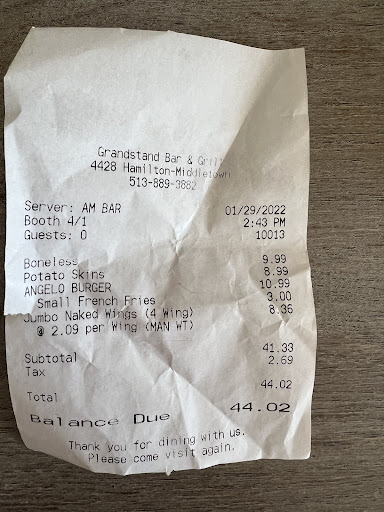 Grandstand Bar & Grill
4428 Hamilton-Middletown
513-889-3882
Server: AM BAR 01/29/2022
Booth 4/1 2:43 PM
Guests: 0 10013
Boneless 9.99
Potato Skins 8.99
ANGELO BURGER 10.99
Small French Fries 3.00
Jumbo Naked Wings (4 Wing) 8.36
@ 2.09 per Wing (MAN WT)
Subtotal 41.33
Tax 2.69
Total 44.02
Balance Due 44.02
Thank you for dining with us.
Please come visit again.